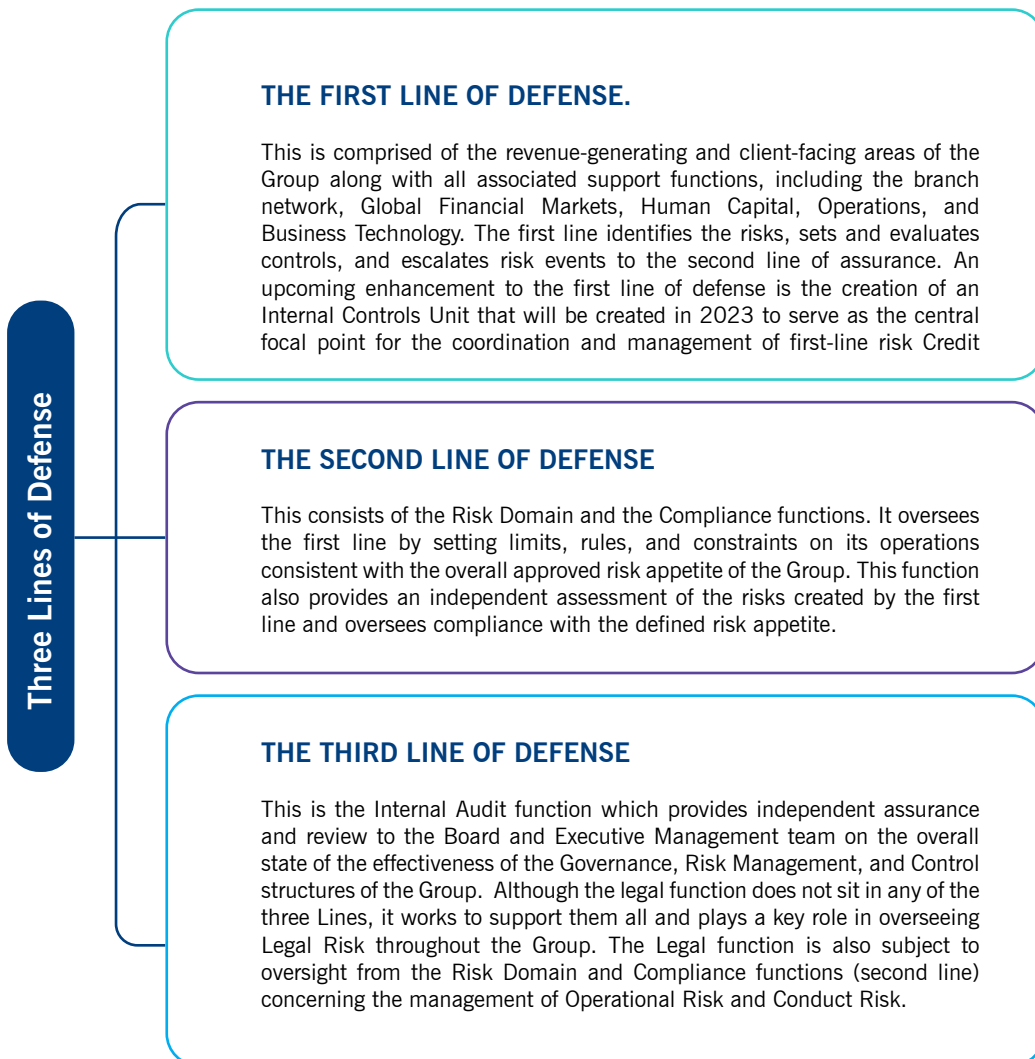 Three Lines of Defense
THE FIRST LINE OF DEFENSE.
This is comprised of the revenue-generating and client-facing areas of the
Group along with all associated support functions, including the branch
network, Global Financial Markets, Human Capital, Operations, and
Business Technology. The first line identifies the risks, sets and evaluates
controls, and escalates risk events to the second line of assurance. An
upcoming enhancement to the first line of defense is the creation of an
Internal Controls Unit that will be created in 2023 to serve as the central
focal point for the coordination and management of first-line risk Credit
THE SECOND LINE OF DEFENSE
This consists of the Risk Domain and the Compliance functions. It oversees
the first line by setting limits, rules, and constraints on its operations
consistent with the overall approved risk appetite of the Group. This function
also provides an independent assessment of the risks created by the first
line and oversees compliance with the defined risk appetite.
THE THIRD LINE OF DEFENSE
This is the Internal Audit function which provides independent assurance
and review to the Board and Executive Management team on the overall
state of the effectiveness of the Governance, Risk Management, and Control
structures of the Group.  Although the legal function does not sit in any of the
three Lines, it works to support them all and plays a key role in overseeing
Legal Risk throughout the Group. The Legal function is also subject to
oversight from the Risk Domain and Compliance functions (second line)
concerning the management of Operational Risk and Conduct Risk.